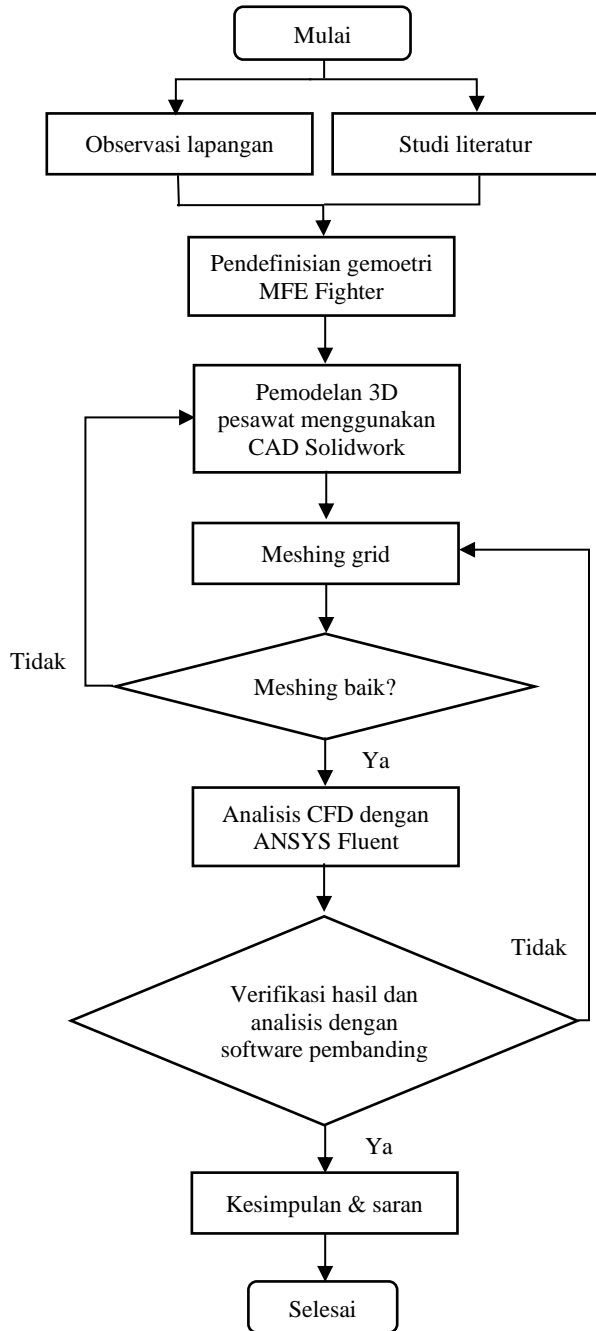 Mulai
Observasi lapangan
Studi literatur
Pendefinisian gemoetri
MFE Fighter
Pemodelan 3D
pesawat menggunakan
CAD Solidwork
Meshing grid
Tidak
Meshing baik?
Ya
Analisis CFD dengan
ANSYS Fluent
Tidak
Verifikasi hasil dan
analisis dengan
software pembanding
Ya
Kesimpulan & saran
Selesai